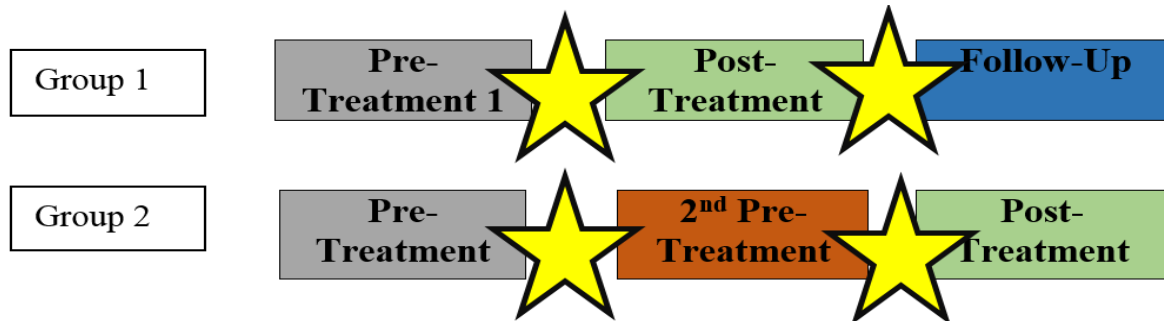 Group 1
Pre-
Treatment 1
Post-
Treatment
Follow-Up
Group 2
Pre-
Treatment
2nd Pre-
Treatment
Post-
Treatment